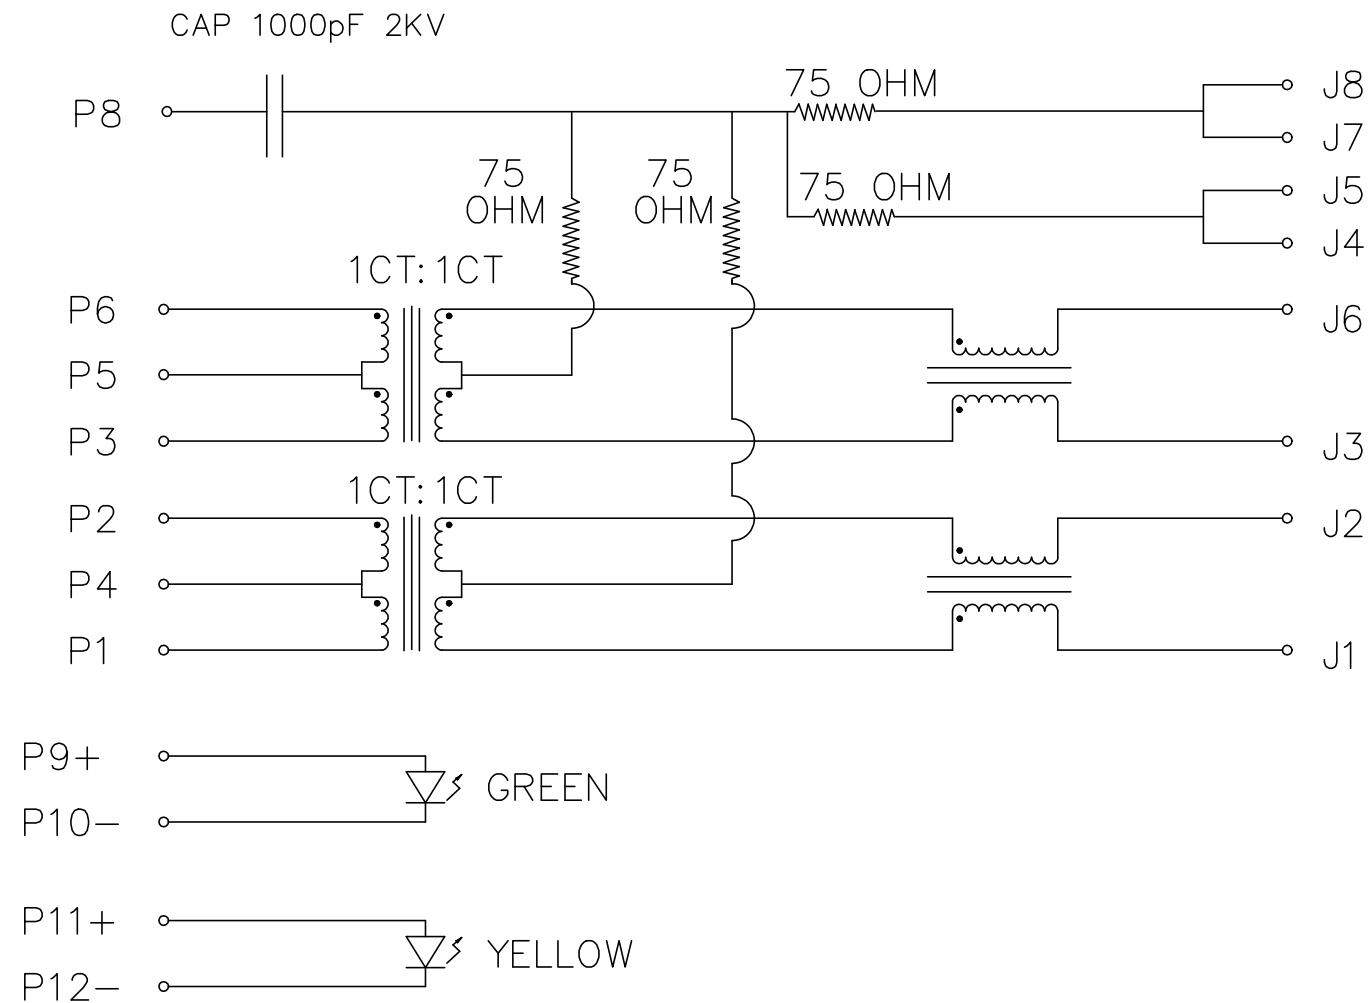 CAP 1000pF 2KV
P8
75 OHM
J8
J7
75
OHM
75
OHM
75 OHM
J5
J4
1CT:1CT
P6
J6
P5
P3
J3
1CT:1CT
P2
J2
P4
P1
J1
P9+
GREEN
P10-
P11+
YELLOW
P12-